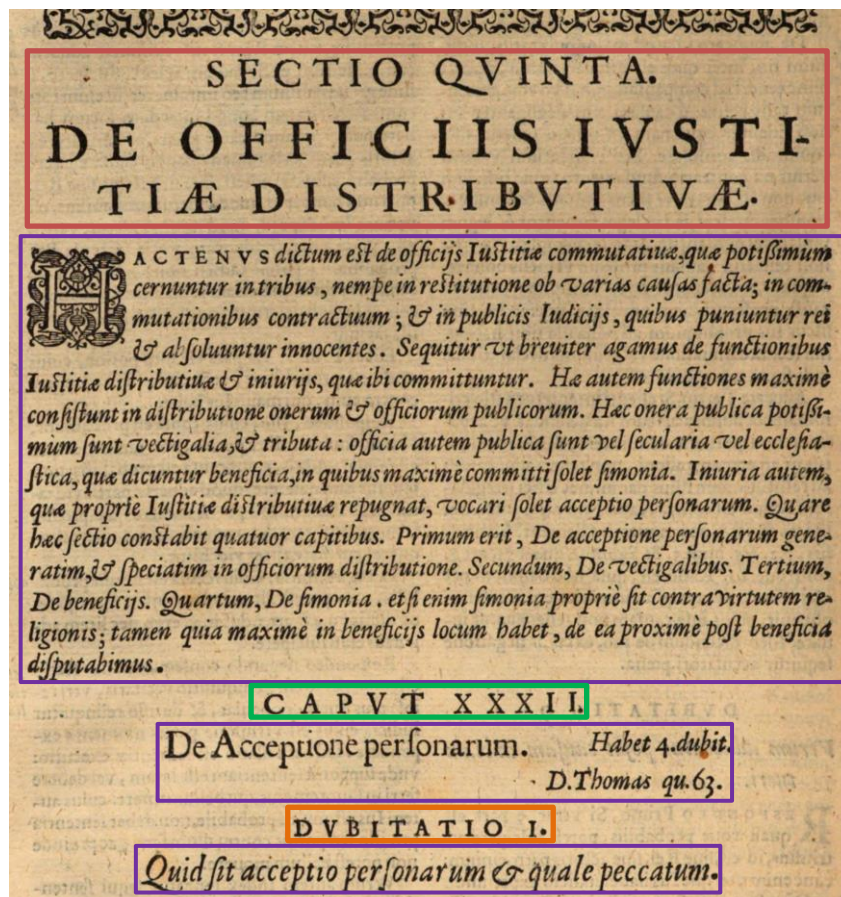 SECTIO QVINTA.
DE OFFICIIS IVSTI-
TIÆ DISTRIBVTIVÆ.
HACTENVS dictum est de officijs Iustitiæ commutatiuæ, quæ potißimùm
cernuntur in tribus, nempe in restitutione ob varias cauſas facta; in com-
mutationibus contractuum; & in publicis Iudicijs, quibus puniuntur rei
& abſoluuntur innocentes. Sequitur vt breuiter agamus de functionibus
Iuſtitiæ diſtributiuæ & iniurijs, quæ ibi committuntur. Hæ autem functiones maximè
conſiſtunt in diſtributione onerum & officiorum publicorum. Hæc onera publica potißi-
mùm ſunt vectigalia, & tributa: officia autem publica ſunt vel ſecularia vel eccleſia-
ſtica, quæ dicuntur beneficia, in quibus maximè committi ſolet ſimonia. Iniuria autem,
quæ propriè Iuſtitiæ diſtributiuæ repugnat, vocari ſolet acceptio perſonarum. Quare
hæc ſectio conſtabit quatuor capitibus. Primum erit, De acceptione perſonarum gene-
ratim, & ſpeciatim in officiorum diſtributione. Secundum, De vectigalibus. Tertium,
De beneficijs. Quartum, De ſimonia. etſi enim ſimonia propriè ſit contra virtutem re-
ligionis; tamen quia maximè in beneficijs locum habet, de ea proximè poſt beneficia
diſputabimus.
CAPVT XXXII.
De Acceptione perſonarum. Habet 4. dubit.
D. Thomas qu. 63.
DVBITATIO I.
Quid ſit acceptio perſonarum & quale peccatum.